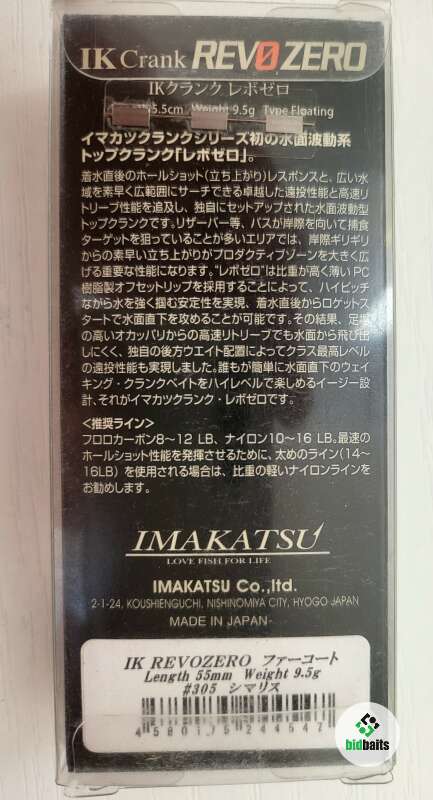 IK Crank REVØZERO
IKクランク レボゼロ
5.5cm Weight 9.5g Type Floating
イマカツクランクシリーズ初の水面波動系
トップクランク｢レボゼロ｣。
着水直後のホールショット(立ち上がり)レスポンスと、広い水
域を素早く広範囲にサーチできる卓越した遠投性能と高速リ
トリーブ性能を追及し、独自にセットアップされた水面波動型
トップクランクです。リザーバー等、バスが岸際を向いて捕食
ターゲットを狙っていることが多いエリアでは、岸際ギリギリ
からの素早い立ち上がりがプロダクティブゾーンを大きく広
げる重要な性能になります。“レボゼロ”は比重が高く薄いPC
樹脂製オフセットリップを採用することによって、ハイピッチ
ながら水を強く掴む安定性を実現、着水直後からロケットス
タートで水面直下を攻めることが可能です。その結果、足場
の高いオカッパリからの高速リトリーブでも水面から飛び出
しにくく、独自の後方ウエイト配置によってクラス最高レベル
の遠投性能も実現しました。誰もが簡単に水面直下のウェイ
キング・クランクベイトをハイレベルで楽しめるイージー設
計、それがイマカツクランク・レボゼロです。
<推奨ライン>
フロロカーボン8～12 LB、ナイロン10～16 LB。最速の
ホールショット性能を発揮させるために、太めのライン(14～
16LB)を使用される場合は、比重の軽いナイロンラインを
お勧めします。
IMAKATSU
LOVE FISH FOR LIFE
IMAKATSU Co.,ltd.
2-1-24, KOUSHIENGUCHI, NISHINOMIYA CITY, HYOGO JAPAN
MADE IN JAPAN-
IK REVOZERO ファーコート
Length 55mm Weight 9.5g
#305 シマリス
bidbaits